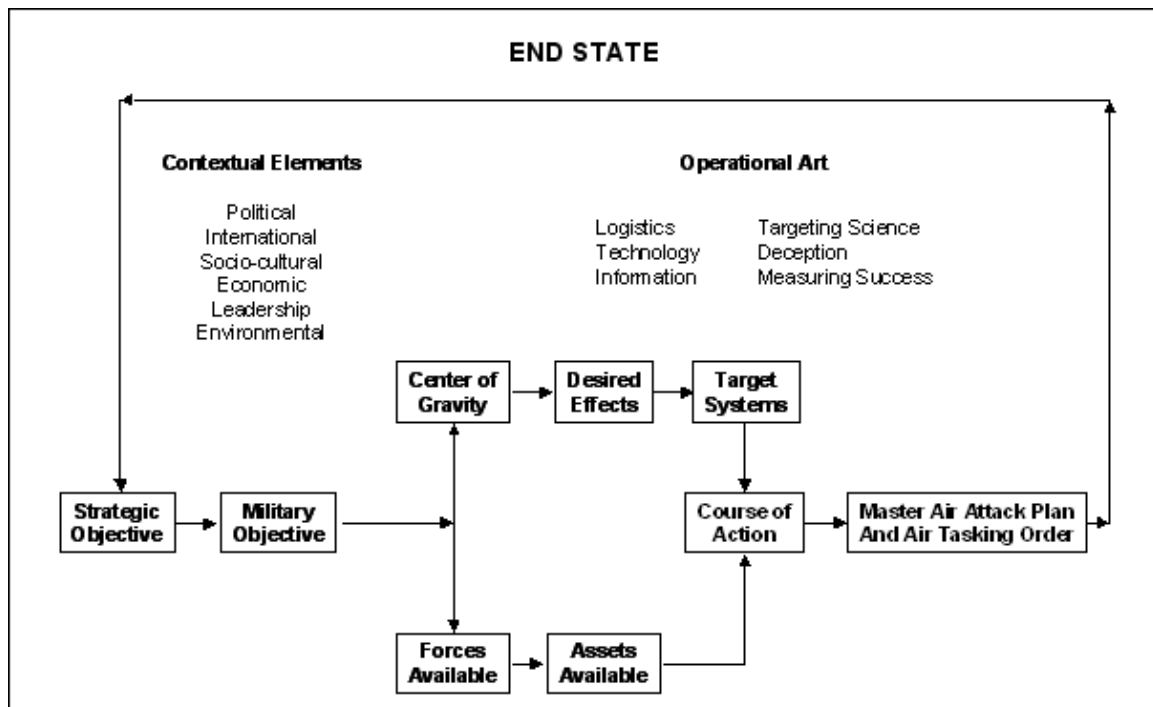 END STATE
Contextual Elements
Political
International
Socio-cultural
Economic
Leadership
Environmental
Operational Art
Logistics
Technology
Information
Targeting Science
Deception
Measuring Success
Center of
Gravity
Desired
Effects
Target
Systems
Strategic
Objective
Military
Objective
Course of
Action
Master Air Attack Plan
And Air Tasking Order
Forces
Available
Assets
Available